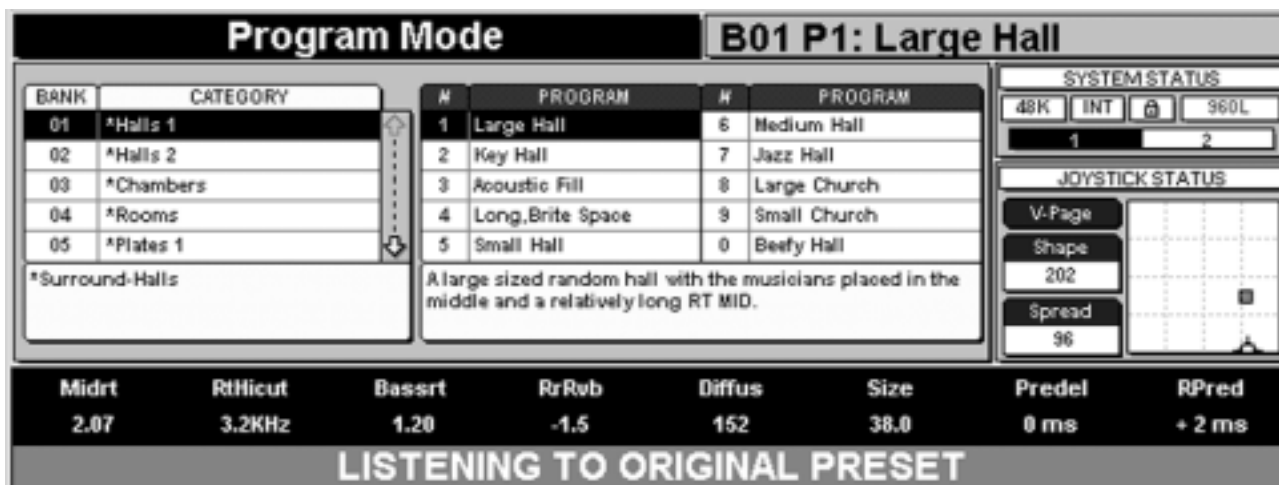 Program Mode
B01 P1: Large Hall
BANK CATEGORY
01 *Halls 1
02 *Halls 2
03 *Chambers
04 *Rooms
05 *Plates 1
*Surround-Halls
# PROGRAM # PROGRAM
1 Large Hall 6 Medium Hall
2 Key Hall 7 Jazz Hall
3 Acoustic Fill 8 Large Church
4 Long,Brite Space 9 Small Church
5 Small Hall 0 Beefy Hall
A large sized random hall with the musicians placed in the
middle and a relatively long RT MID.
SYSTEM STATUS
48K INT 960L
1 2
JOYSTICK STATUS
V-Page
Shape
202
Spread
96
Midrt RtHicut Bassrt RrRvb Diffus Size Predel RPred
2.07 3.2KHz 1.20 -1.5 152 38.0 0 ms + 2 ms
LISTENING TO ORIGINAL PRESET